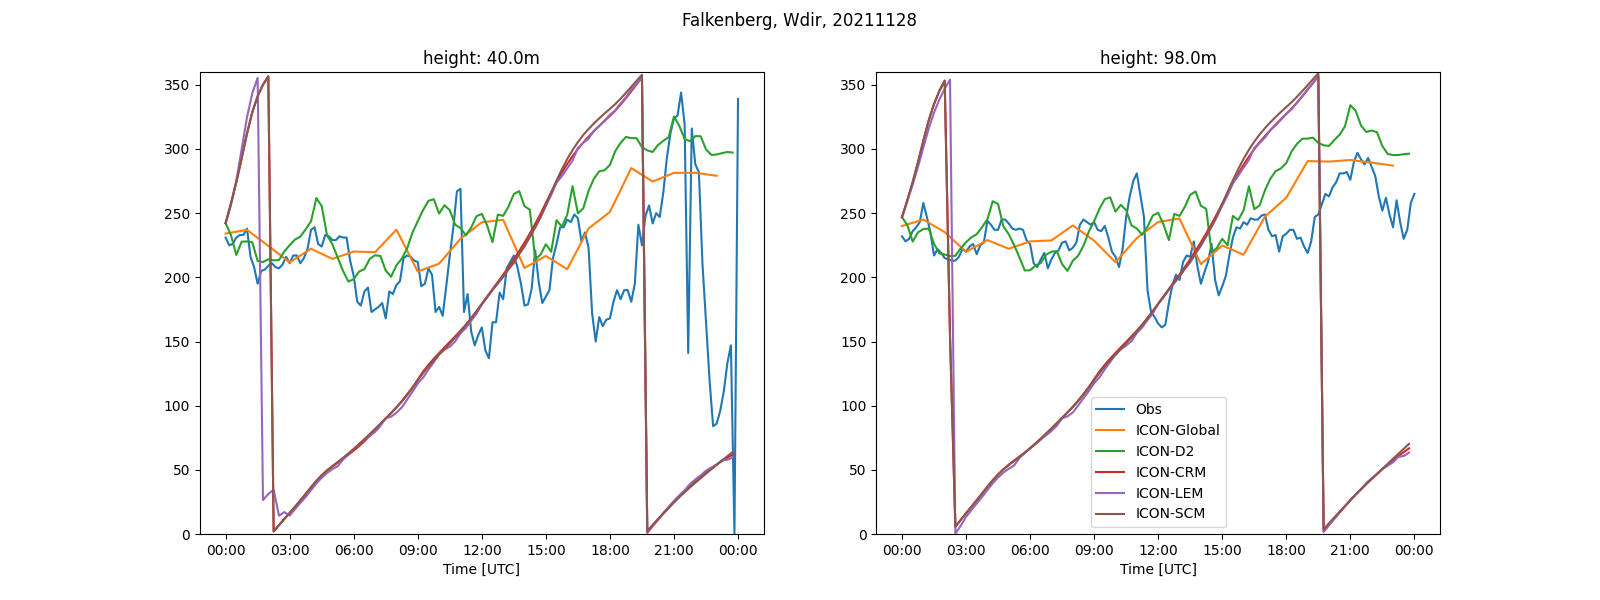 Falkenberg, Wdir, 20211128
height: 40.0m
350
300
250
200
150
100
50
0
00:00 03:00 06:00 09:00 12:00 15:00 18:00 21:00 00:00
Time [UTC]
height: 98.0m
350
300
250
200
150
100
50
0
Obs
ICON-Global
ICON-D2
ICON-CRM
ICON-LEM
ICON-SCM
00:00 03:00 06:00 09:00 12:00 15:00 18:00 21:00 00:00
Time [UTC]